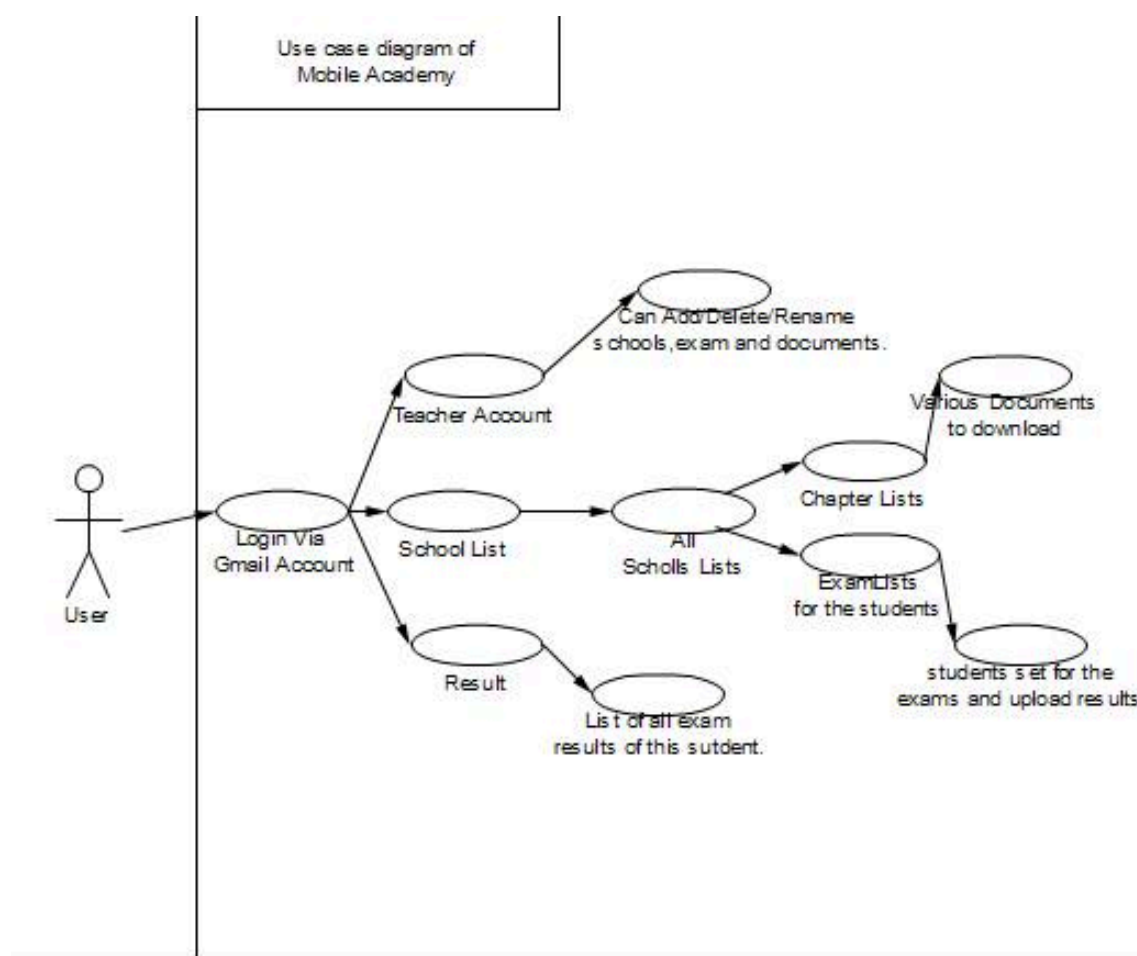 Use case diagram of
Mobile Academy
Can Add/Delete/Rename
schools,exam and documents.
Teacher Account
Various Documents
to download
Chapter Lists
Login Via
Gmail Account
School List
All
Scholls Lists
ExamLists
for the students
User
Result
students set for the
exams and upload results
List of all exam
results of this sutdent.